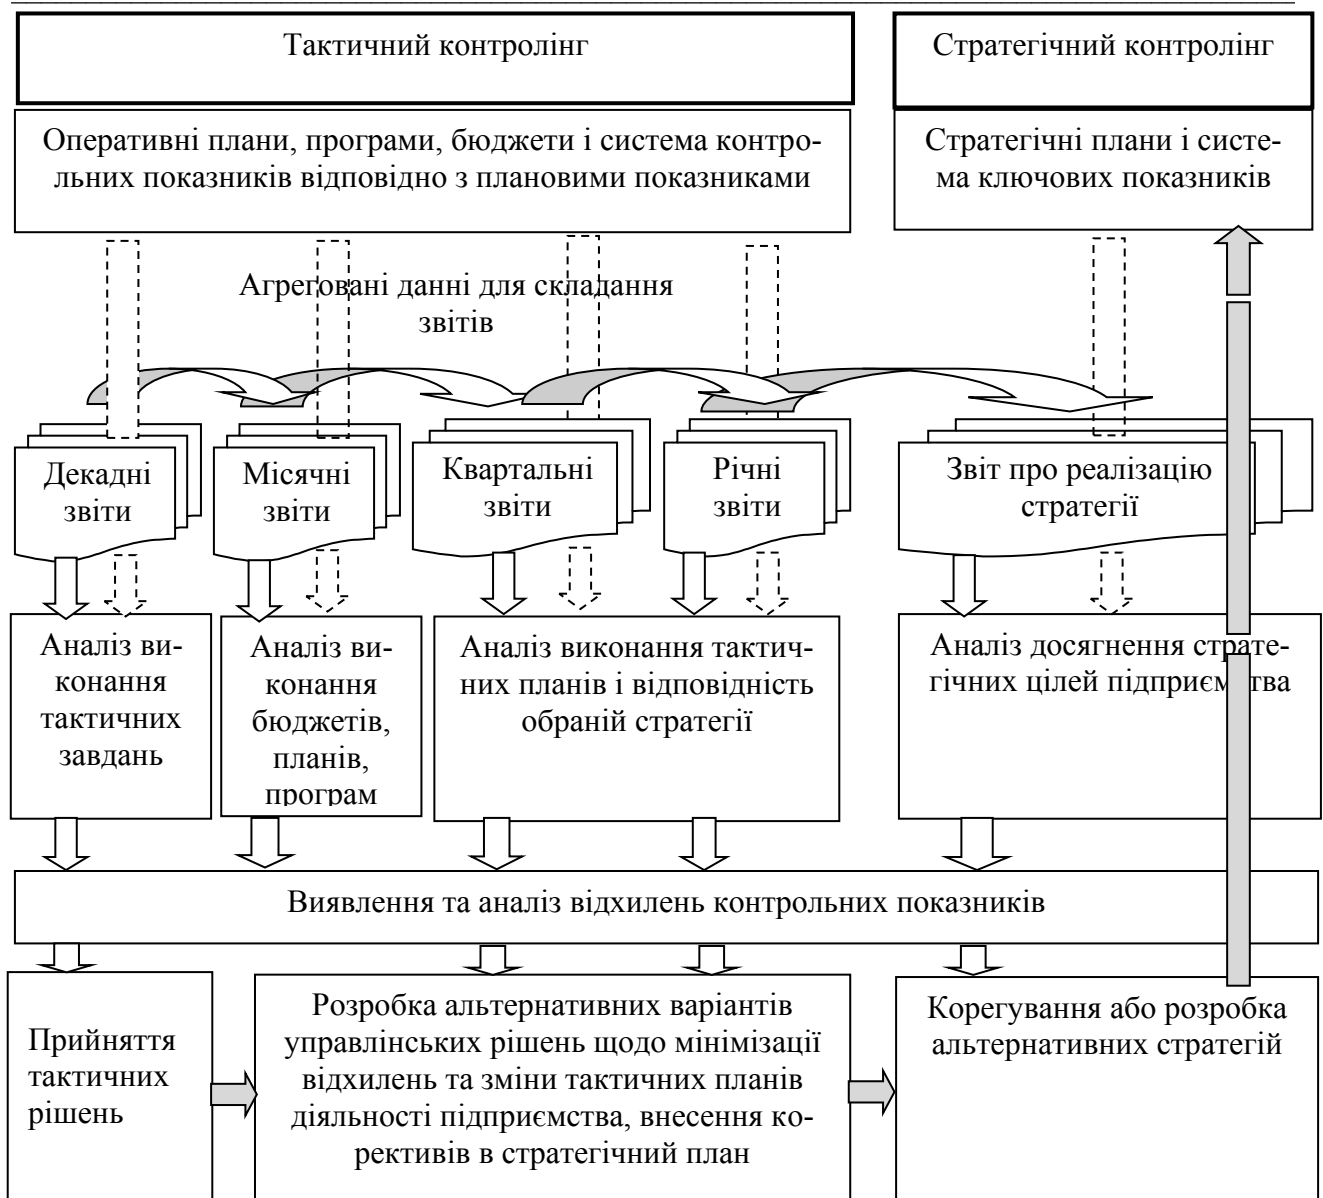 Тактичний контролінг
Стратегічний контролінг
Оперативні плани, програми, бюджети і система контро-
льних показників відповідно з плановими показниками
Стратегічні плани і систе-
ма ключових показників
Агреговані данні для складання
звітів
Декадні
звіти
Місячні
звіти
Квартальні
звіти
Річні
звіти
Звіт про реалізацію
стратегії
Аналіз ви-
конання
тактичних
завдань
Аналіз ви-
конання
бюджетів,
планів,
програм
Аналіз виконання тактич-
них планів і відповідність
обраній стратегії
Аналіз досягнення страте-
гічних цілей підприємства
Виявлення та аналіз відхилень контрольних показників
Прийняття
тактичних
рішень
Розробка альтернативних варіантів
управлінських рішень щодо мінімізації
відхилень та зміни тактичних планів
діяльності підприємства, внесення ко-
рективів в стратегічний план
Корегування або розробка
альтернативних стратегій